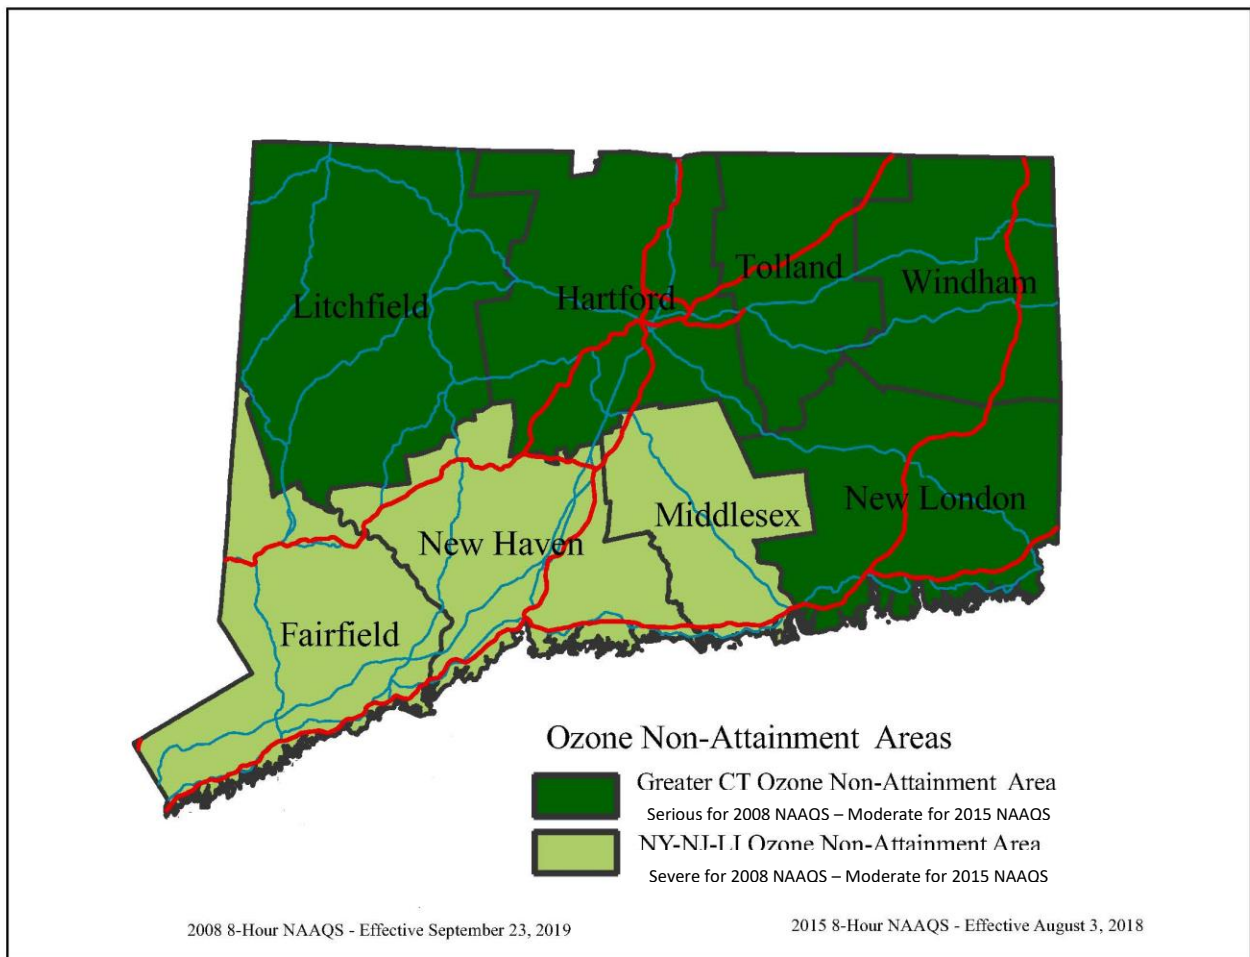 Litchfield
Hartford
Tolland
Windham
New Haven
Middlesex
New London
Fairfield
Ozone Non-Attainment Areas
Greater CT Ozone Non-Attainment Area
Serious for 2008 NAAQS – Moderate for 2015 NAAQS
NY-NJ-LI Ozone Non-Attainment Area
Severe for 2008 NAAQS – Moderate for 2015 NAAQS
2008 8-Hour NAAQS - Effective September 23, 2019
2015 8-Hour NAAQS - Effective August 3, 2018